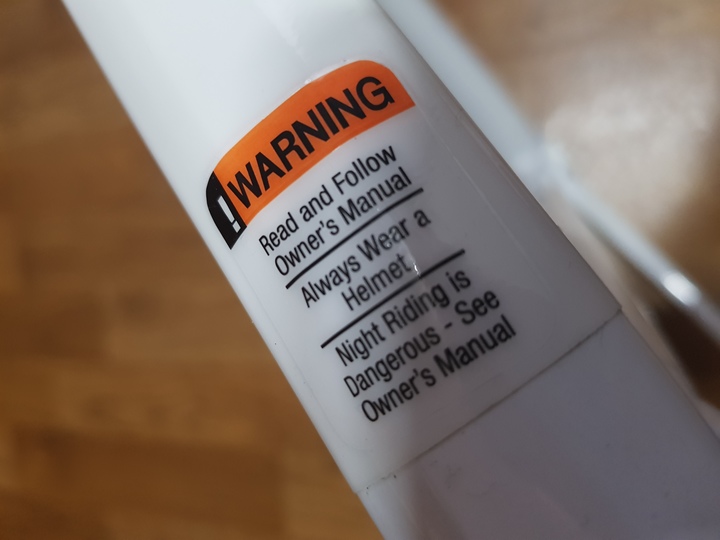 !WARNING
Read and Follow
Owner's Manual
Always Wear a
Helmet.
Night Riding is
Dangerous - See
Owner's Manual